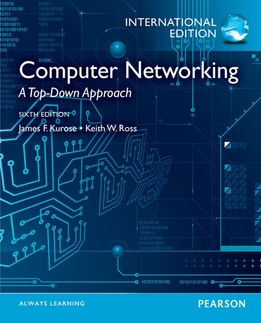 INTERNATIONAL
EDITION
Computer Networking
A Top-Down Approach
SIXTH EDITION
James F. Kurose • Keith W. Ross
ALWAYS LEARNING
PEARSON